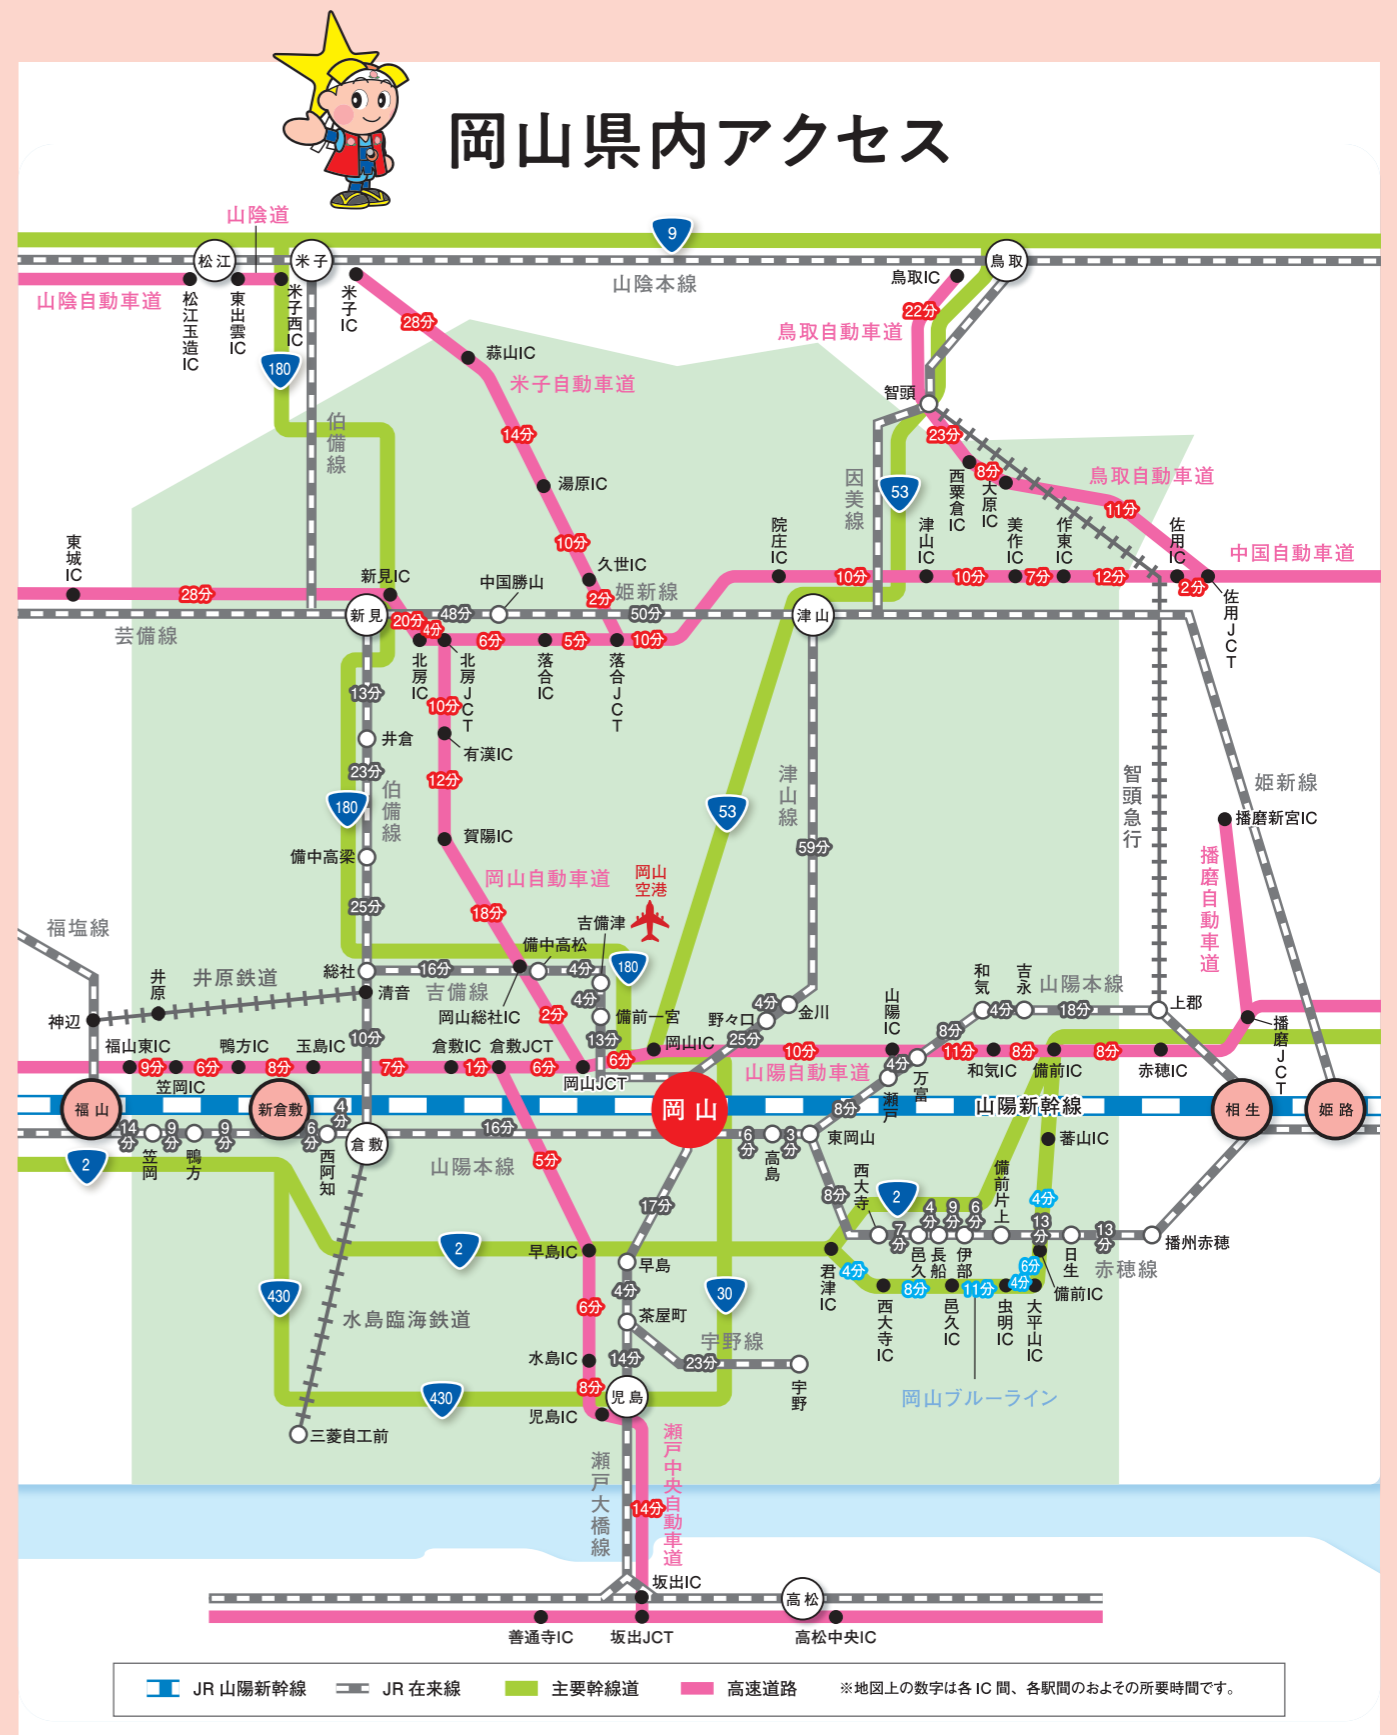 岡山県内アクセス
山陰道
9
松江
米子
鳥取
山陰本線
山陰自動車道
松江玉造IC
東出雲IC
米子西IC
米子IC
鳥取IC
22分
28分
鳥取自動車道
蒜山IC
180
米子自動車道
智頭
伯備線
14分
23分
8分
因美線
53
西粟倉IC
大原IC
鳥取自動車道
湯原IC
11分
東城IC
10分
院庄IC
津山IC
美作IC
作東IC
佐用IC
中国自動車道
久世IC
新見IC
中国勝山
姫新線
28分
2分
10分
10分
7分
12分
2分
佐用JCT
新見
48分
50分
津山
芸備線
20分
4分
6分
5分
10分
北房IC
北房JCT
落合IC
落合JCT
13分
10分
井倉
有漢IC
23分
12分
180
伯備線
53
津山線
智頭急行
姫新線
播磨新宮IC
賀陽IC
59分
備中高梁
播磨自動車道
岡山自動車道
岡山空港
25分
18分
福塩線
吉備津
備中高松
総社
16分
4分
180
井原
井原鉄道
清音
吉備線
4分
和気
吉永
山陽本線
神辺
岡山総社IC
2分
備前一宮
野々口
4分
金川
山陽IC
4分
18分
上郡
福山東IC
鴨方IC
玉島IC
10分
倉敷IC
倉敷JCT
13分
岡山IC
25分
8分
播磨JCT
9分
笠岡IC
6分
8分
7分
1分
6分
岡山JCT
6分
山陽自動車道
10分
4分
万富
11分
和気IC
8分
備前IC
8分
赤穂IC
福山
新倉敷
岡山
瀬戸
山陽新幹線
相生
姫路
14分
笠岡
9分
鴨方
9分
6分
西阿知
4分
倉敷
16分
山陽本線
6分
高島
3分
東岡山
8分
蕃山IC
2
5分
17分
8分
西大寺
2
備前片上
4分
7分
邑久
4分
長船
9分
伊部
6分
13分
日生
13分
播州赤穂
赤穂線
2
早島IC
早島
君津IC
4分
西大寺IC
8分
邑久IC
11分
虫明IC
4分
大平山IC
6分
備前IC
430
4分
30
6分
水島臨海鉄道
茶屋町
宇野線
水島IC
14分
23分
宇野
8分
児島
岡山ブルーライン
430
児島IC
三菱自工前
瀬戸大橋線
瀬戸中央自動車道
14分
坂出IC
高松
善通寺IC
坂出JCT
高松中央IC
JR 山陽新幹線
JR 在来線
主要幹線道
高速道路
※地図上の数字は各 IC 間、各駅間のおよその所要時間です。